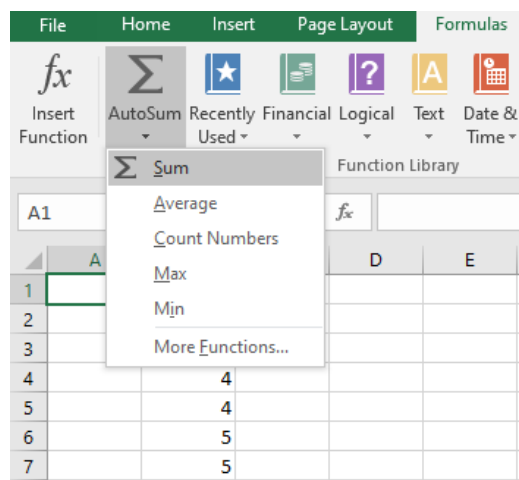 File Home Insert Page Layout Formulas
fx Σ ? A
Insert AutoSum Recently Financial Logical Text Date &
Function Used Time
Σ Sum Function Library
A1 Average fx
Count Numbers
A D E
1 Max
2 Min
3 More Functions...
4 4
5 4
6 5
7 5